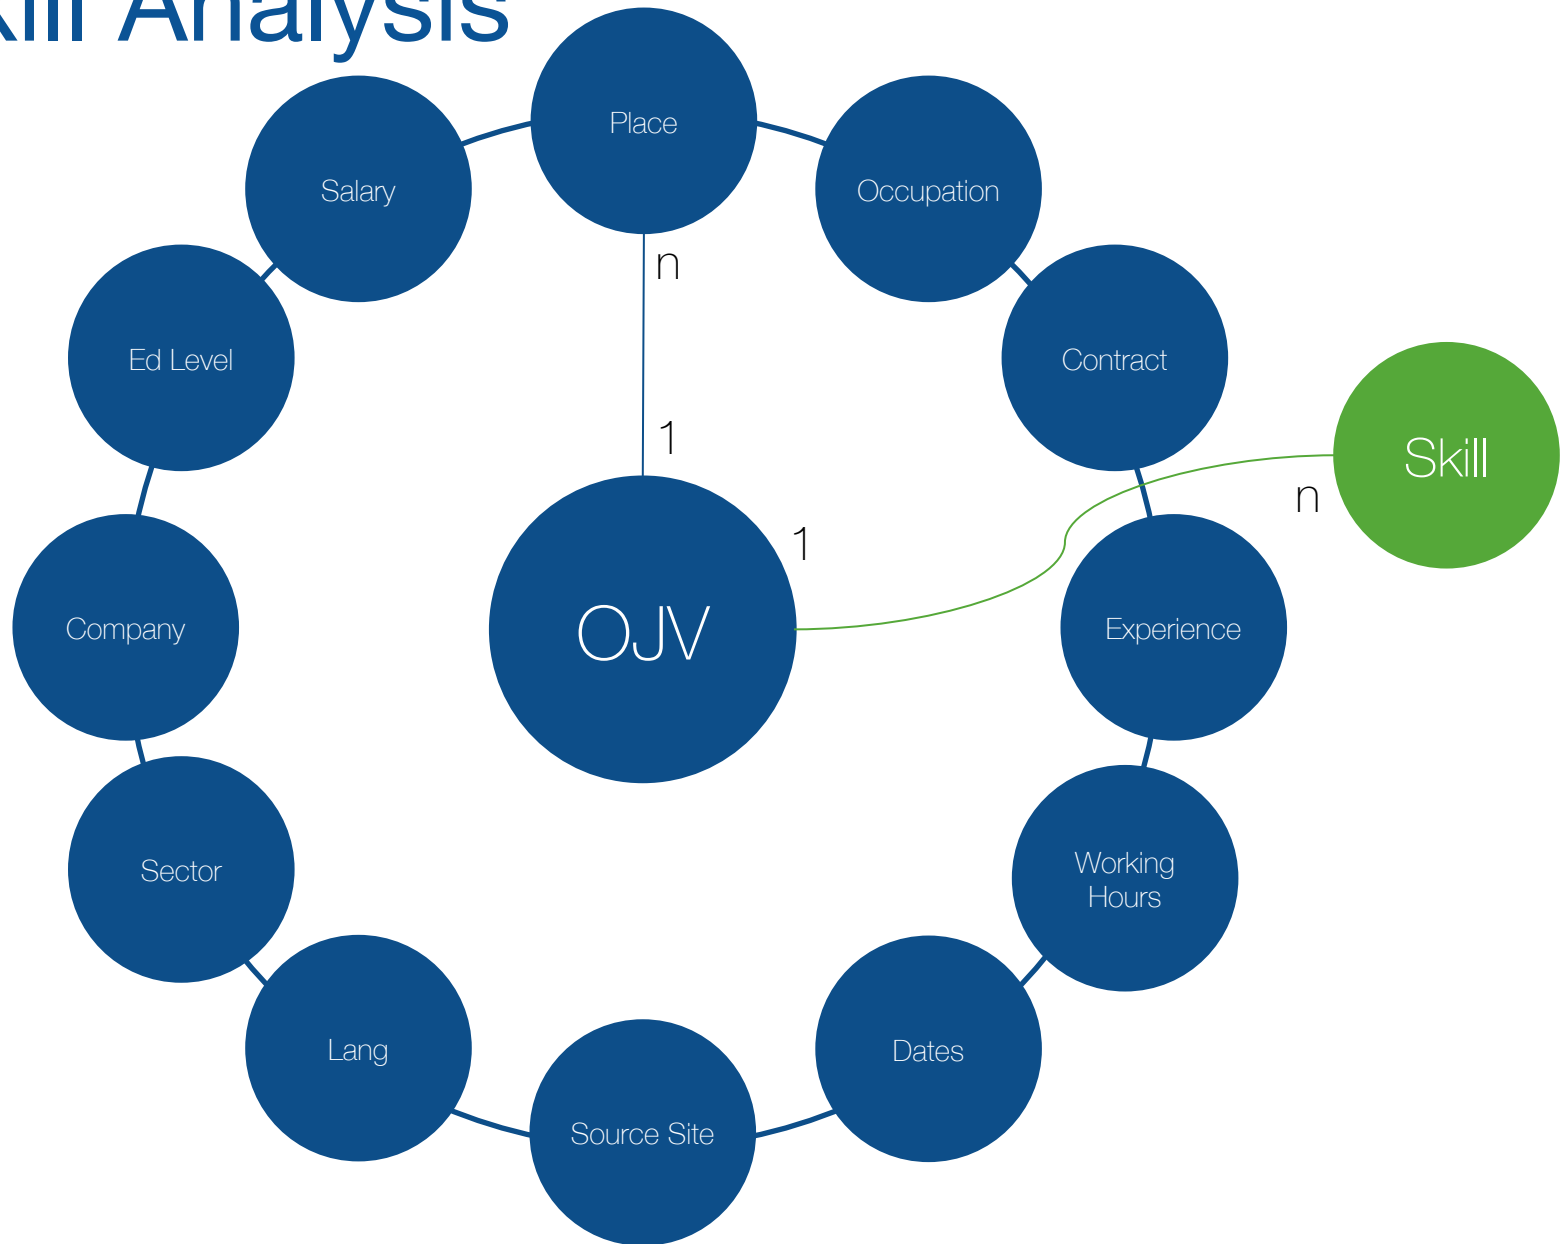 kill Analysis
Place
Salary
Occupation
n
Ed Level
Contract
1
Skill
n
1
Company
OJV
Experience
Sector
Working
Hours
Lang
Dates
Source Site